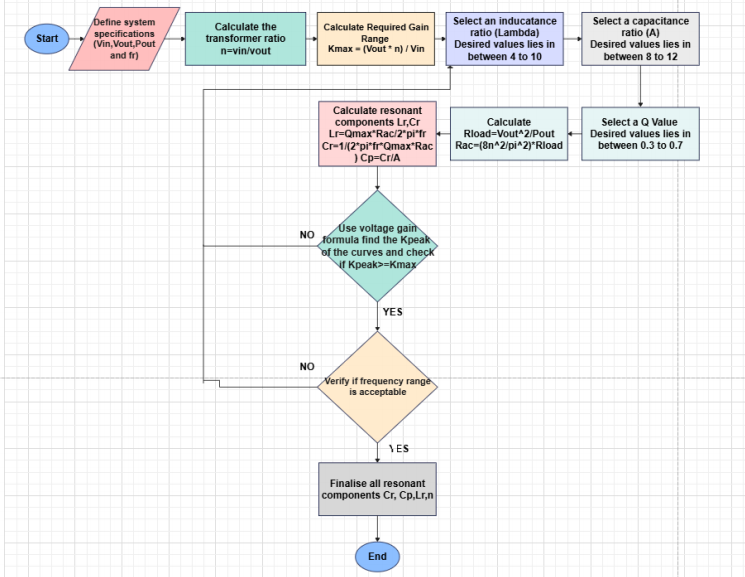 Start
Define system
specifications
(Vin,Vout,Pout
and fr)
Calculate the
transformer ratio
n=vin/vout
Calculate Required Gain
Range
Kmax = (Vout * n) / Vin
Select an inducatance
ratio (Lambda)
Desired values lies in
between 4 to 10
Select a capacitance
ratio (A)
Desired values lies in
between 8 to 12
Select a Q Value
Desired values lies in
between 0.3 to 0.7
Calculate
Rload=Vout^2/Pout
Rac=(8n^2/pi^2)*Rload
Calculate resonant
components Lr,Cr
Lr=Qmax*Rac/2*pi*fr
Cr=1/(2*pi*fr*Qmax*Rac
) Cp=Cr/A
NO
Use voltage gain
formula find the Kpeak
of the curves and check
if Kpeak>=Kmax
YES
NO
Verify if frequency range
is acceptable
YES
Finalise all resonant
components Cr, Cp,Lr,n
End